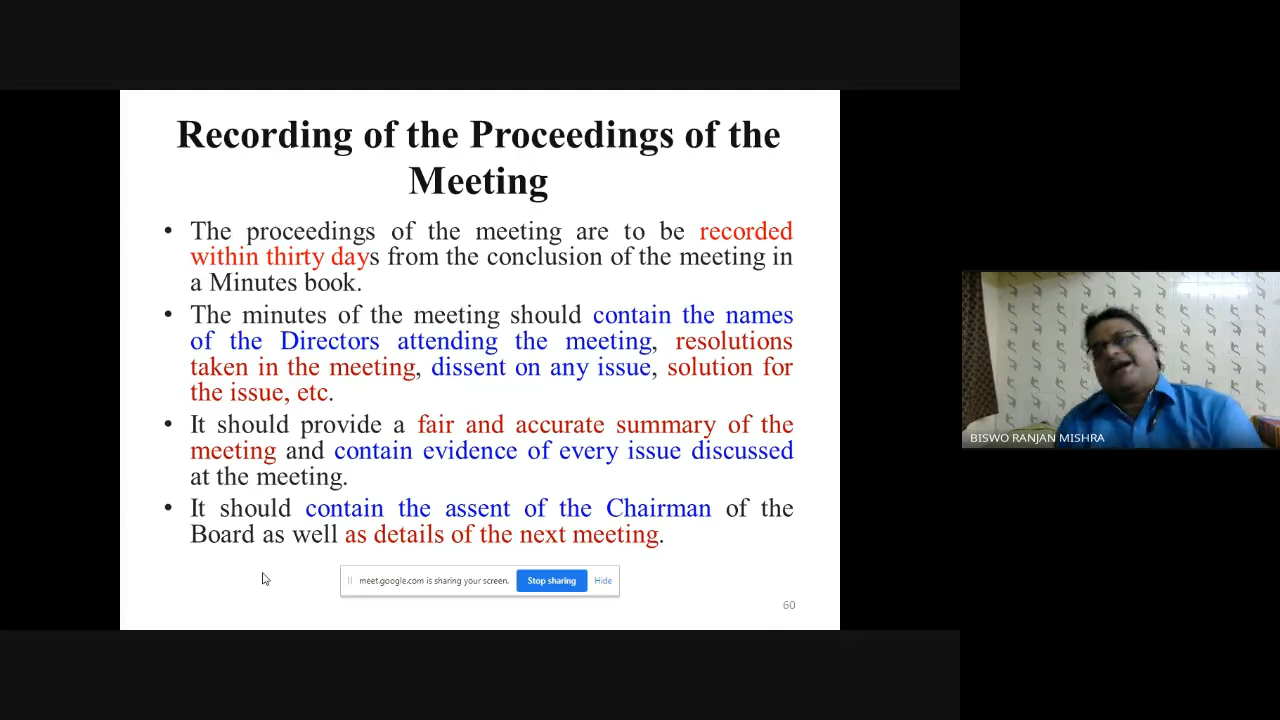 Recording of the Proceedings of the
Meeting
• The proceedings of the meeting are to be recorded
within thirty days from the conclusion of the meeting in
a Minutes book.
• The minutes of the meeting should contain the names
of the Directors attending the meeting, resolutions
taken in the meeting, dissent on any issue, solution for
the issue, etc.
• It should provide a fair and accurate summary of the
meeting and contain evidence of every issue discussed
at the meeting.
• It should contain the assent of the Chairman of the
Board as well as details of the next meeting.
meet.google.com is sharing your screen. Stop sharing Hide
60
BISWO RANJAN MISHRA